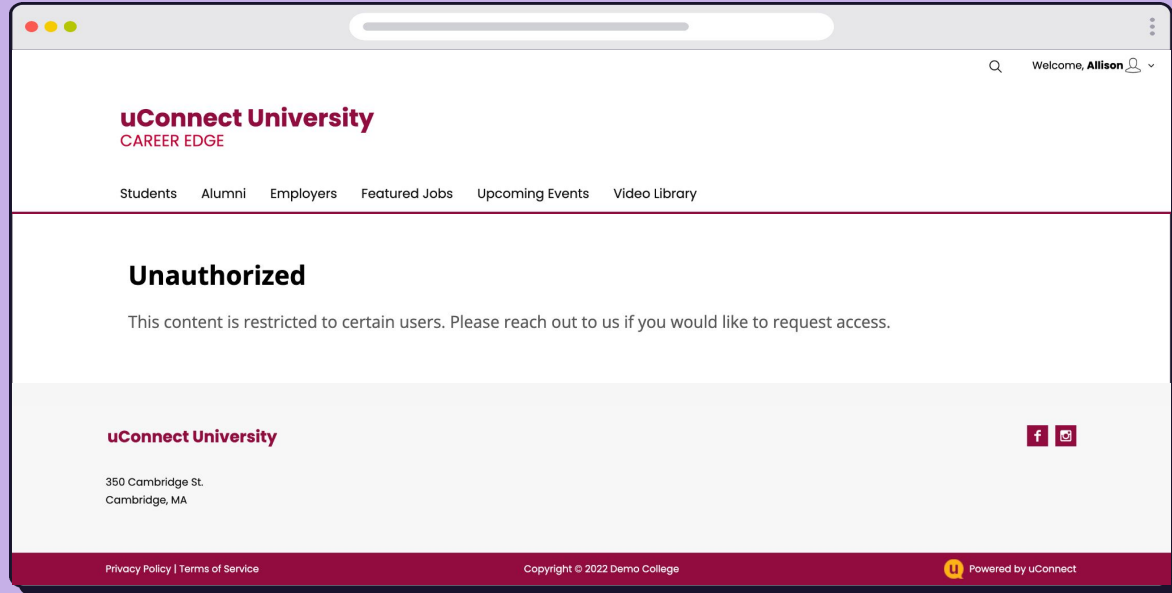 Welcome, Allison
uConnect University
CAREER EDGE
Students Alumni Employers Featured Jobs Upcoming Events Video Library
Unauthorized
This content is restricted to certain users. Please reach out to us if you would like to request access.
uConnect University
f
350 Cambridge St.
Cambridge, MA
Privacy Policy | Terms of Service Copyright © 2022 Demo College u Powered by uConnect